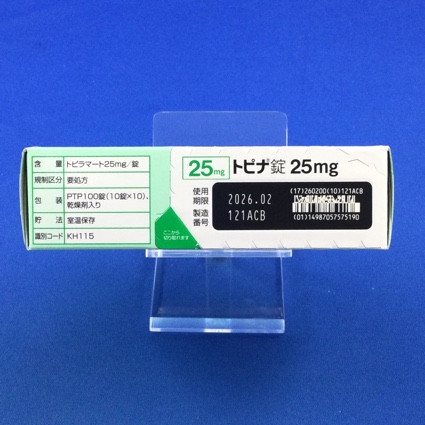 含 量 トピラマート25mg/錠
規制区分 要処方
包 装 PTP100錠(10錠×10)、
乾燥剤入り
貯 法 室温保存
識別コード KH115
ここから
切り取れます
25mg トピナ錠 25mg
使用
期限 2026.02
製造
番号 121ACB
(17)260200(10)121ACB
(01)14987057575190